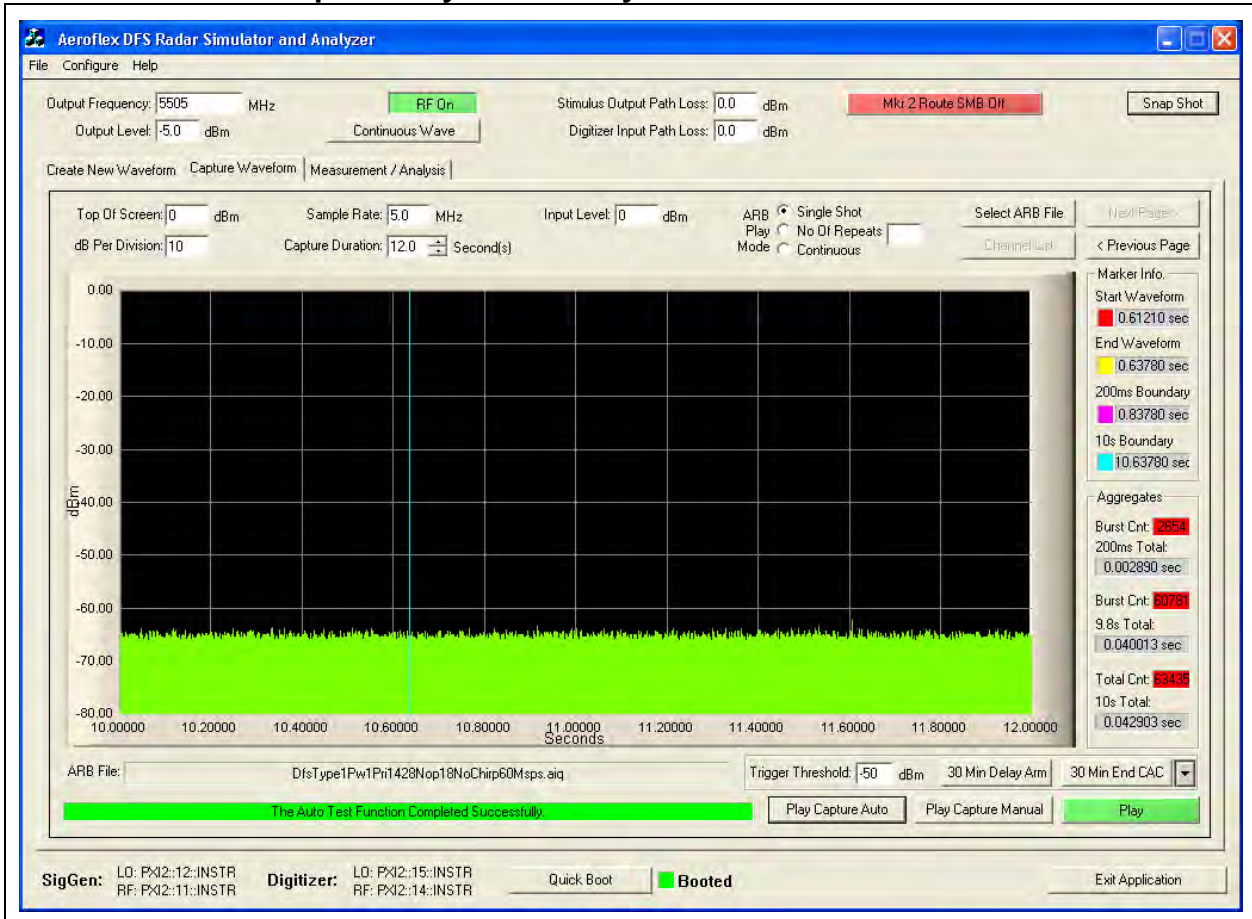 Aeroflex DFS Radar Simulator and Analyzer
File Configure Help
Output Frequency: 5505 MHz RF On Stimulus Output Path Loss: 0.0 dBm Mkr 2 Route SMB Off Snap Shot
Output Level: -5.0 dBm Continuous Wave Digitizer Input Path Loss: 0.0 dBm
Create New Waveform Capture Waveform Measurement / Analysis
Top Of Screen: 0 dBm Sample Rate: 5.0 MHz Input Level: 0 dBm ARB Play Mode Single Shot Select ARB File Next Page >
No Of Repeats
dB Per Division: 10 Capture Duration: 12.0 Second(s) Continuous Channel List < Previous Page
Marker Info.
Start Waveform
0.61210 sec
End Waveform
0.63780 sec
200ms Boundary
0.83780 sec
10s Boundary
10.63780 sec
Aggregates
Burst Cnt: 2654
200ms Total:
0.002890 sec
Burst Cnt: 60781
9.8s Total:
0.040013 sec
Total Cnt: 63435
10s Total:
0.042903 sec
0.00
-10.00
-20.00
-30.00
-40.00
-50.00
-60.00
-70.00
-80.00
dBm
10.00000 10.20000 10.40000 10.60000 10.80000 11.00000 11.20000 11.40000 11.60000 11.80000 12.00000
Seconds
ARB File: DfsType1Pw1Pri1428Nop18NoChirp60Msps.aiq Trigger Threshold: -50 dBm 30 Min Delay Arm 30 Min End CAC
The Auto Test Function Completed Successfully. Play Capture Auto Play Capture Manual Play
SigGen: LO: PXI2::12::INSTR Digitizer: LO: PXI2::15::INSTR Quick Boot Booted Exit Application
RF: PXI2::11::INSTR RF: PXI2::14::INSTR